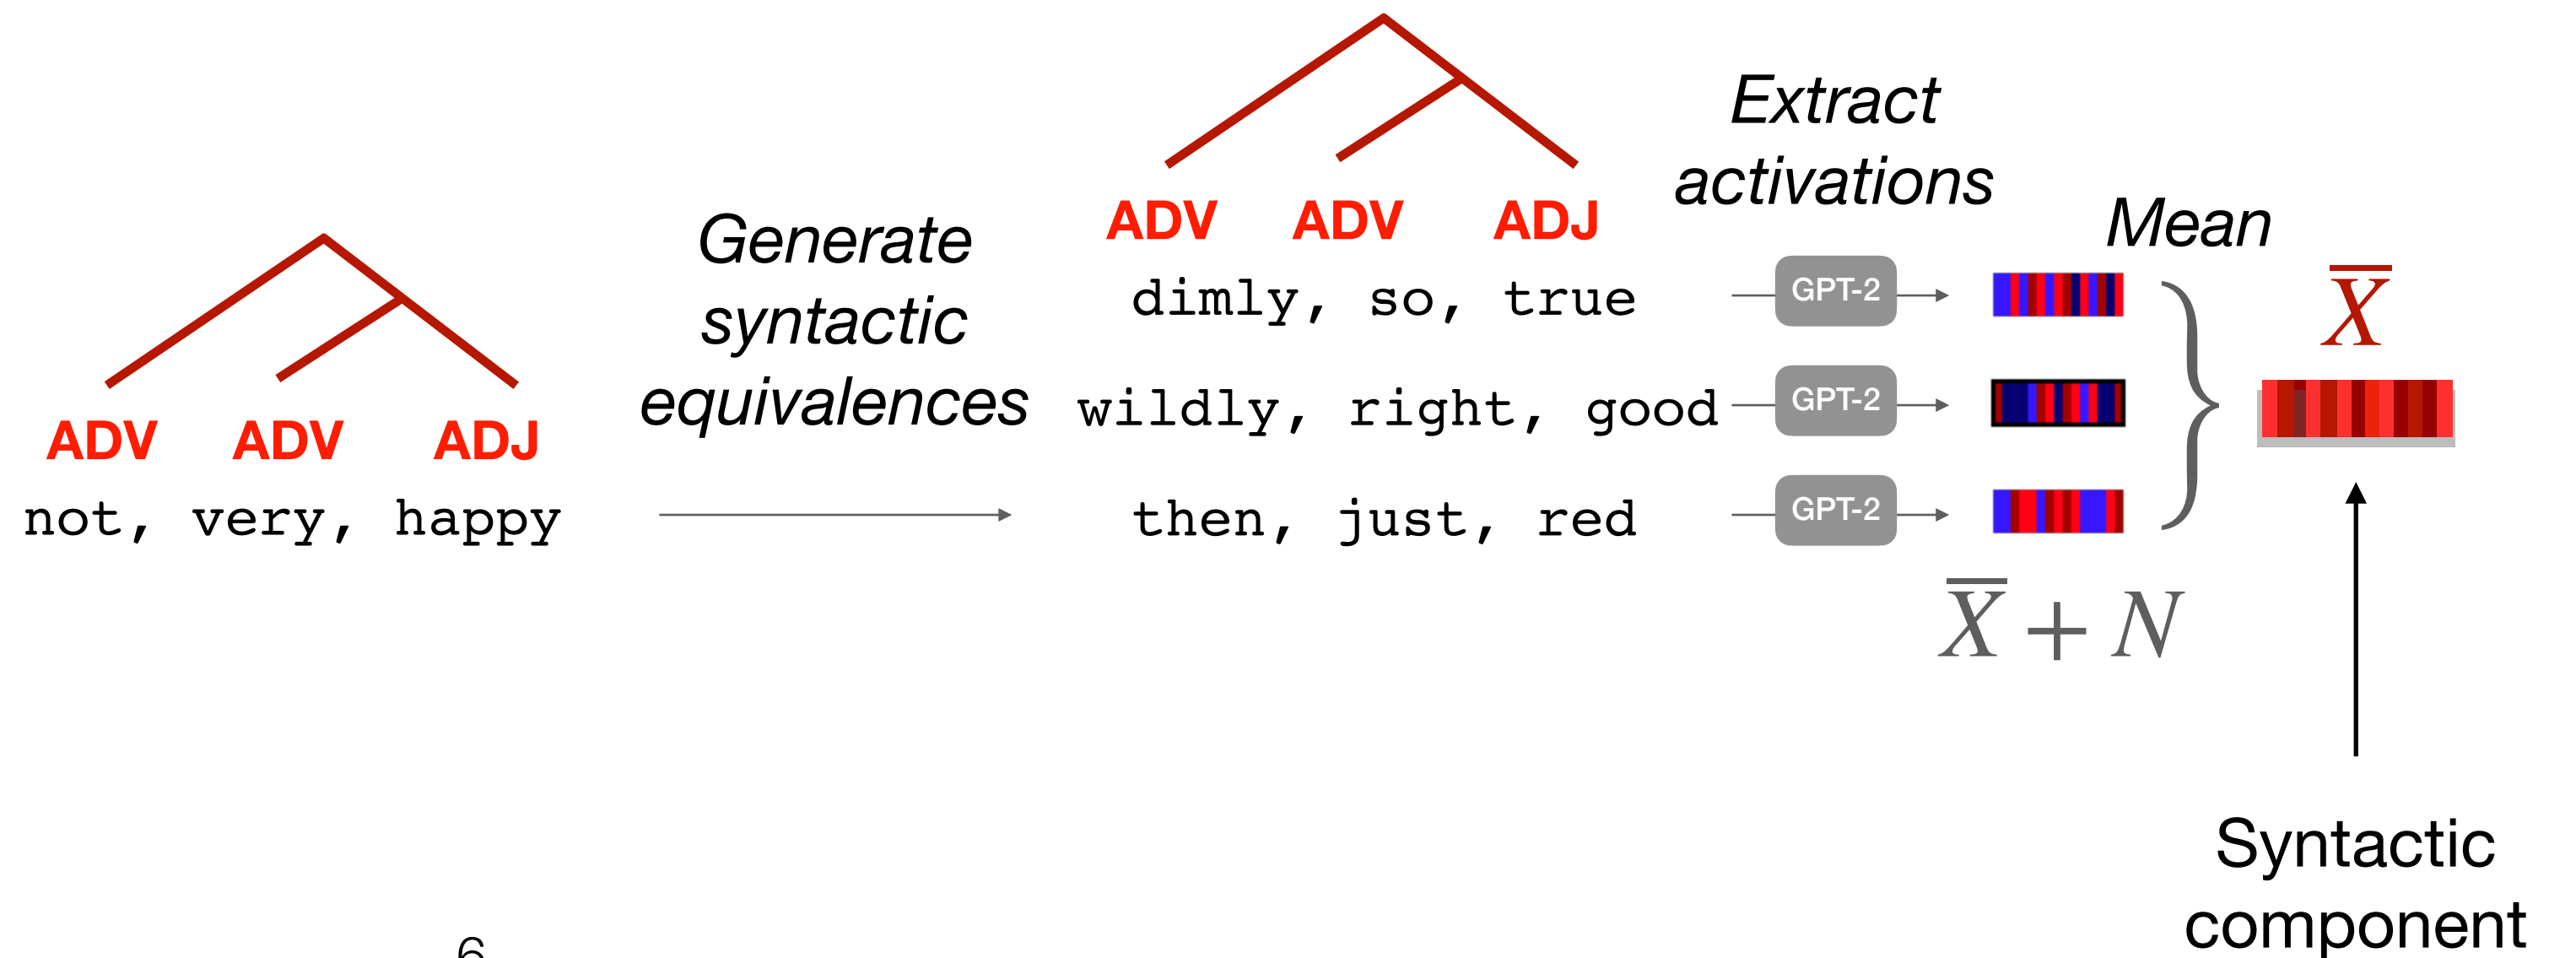 ADV ADV ADJ
not, very, happy
Generate
syntactic
equivalences
ADV ADV ADJ
dimly, so, true
wildly, right, good
then, just, red
Extract
activations
GPT-2
GPT-2
GPT-2
X̅ + N
Mean
X̅
Syntactic
component
6